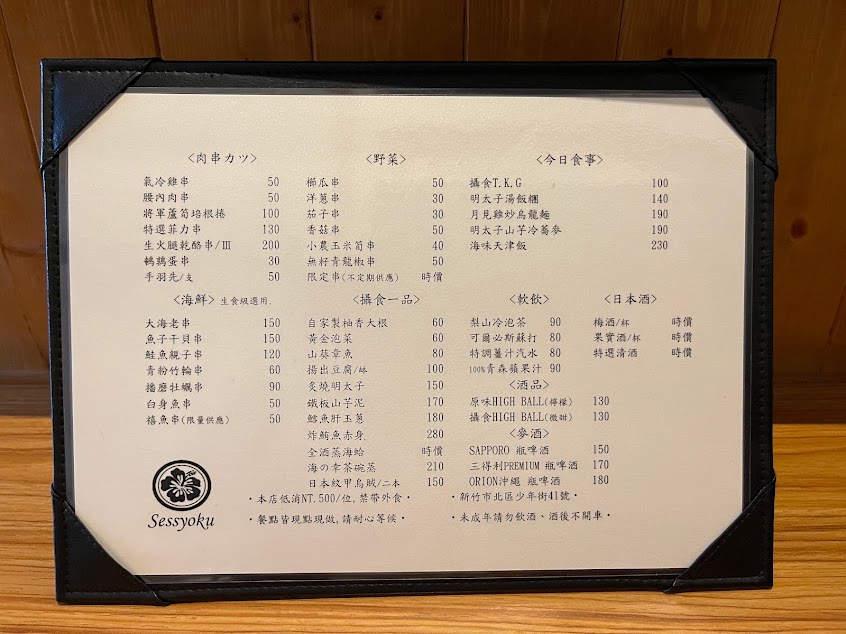 <肉串カツ>
氣冷雞串 50
腰內肉串 50
將軍蘆筍培根捲 100
特選菲力串 130
生火腿乾酪串/Ⅲ 200
鵪鶉蛋串 30
手羽先/支 50
<野菜>
櫛瓜串 50
洋蔥串 30
茄子串 30
香菇串 50
小農玉米筍串 40
魚籽青龍椒串 50
限定串(不定期供應) 時價
<今日食事>
攝食T.K.G 100
明太子湯飯糰 140
月見雞炒烏龍麵 190
明太子山芋冷蕎麥 190
海味天津飯 230
<海鮮> 生食級選用.
大海老串 150
魚子干貝串 150
鮭魚親子串 120
青粉竹輪串 60
播磨牡蠣串 90
白身魚串 50
禧魚串(限量供應) 50
<攝食一品>
自家製柚香大根 60
黃金泡菜 60
山葵章魚 80
揚出豆腐/缽 100
炙燒明太子 150
鐵板山芋泥 170
鱈魚肝玉蔥 180
炸鮪魚赤身. 280
全酒蒸海蛤 時價
海の幸茶碗蒸 210
日本紋甲烏賊/二本 150
<軟飲>
梨山冷泡茶 90
可爾必斯蘇打 80
特調薑汁汽水 80
100%青森蘋果汁 90
<日本酒>
梅酒/杯 時價
果實酒/杯 時價
特選清酒 時價
<酒品>
原味HIGH BALL(檸檬) 130
攝食HIGH BALL(微甜) 130
<麥酒>
SAPPORO 瓶啤酒 150
三得利PREMIUM 瓶啤酒 170
ORION沖繩 瓶啤酒 180
Sessyoku
・本店低消NT.500/位,禁帶外食・
・新竹市北區少年街41號・
・餐點皆現點現做,請耐心等候・
・未成年請勿飲酒、酒後不開車・